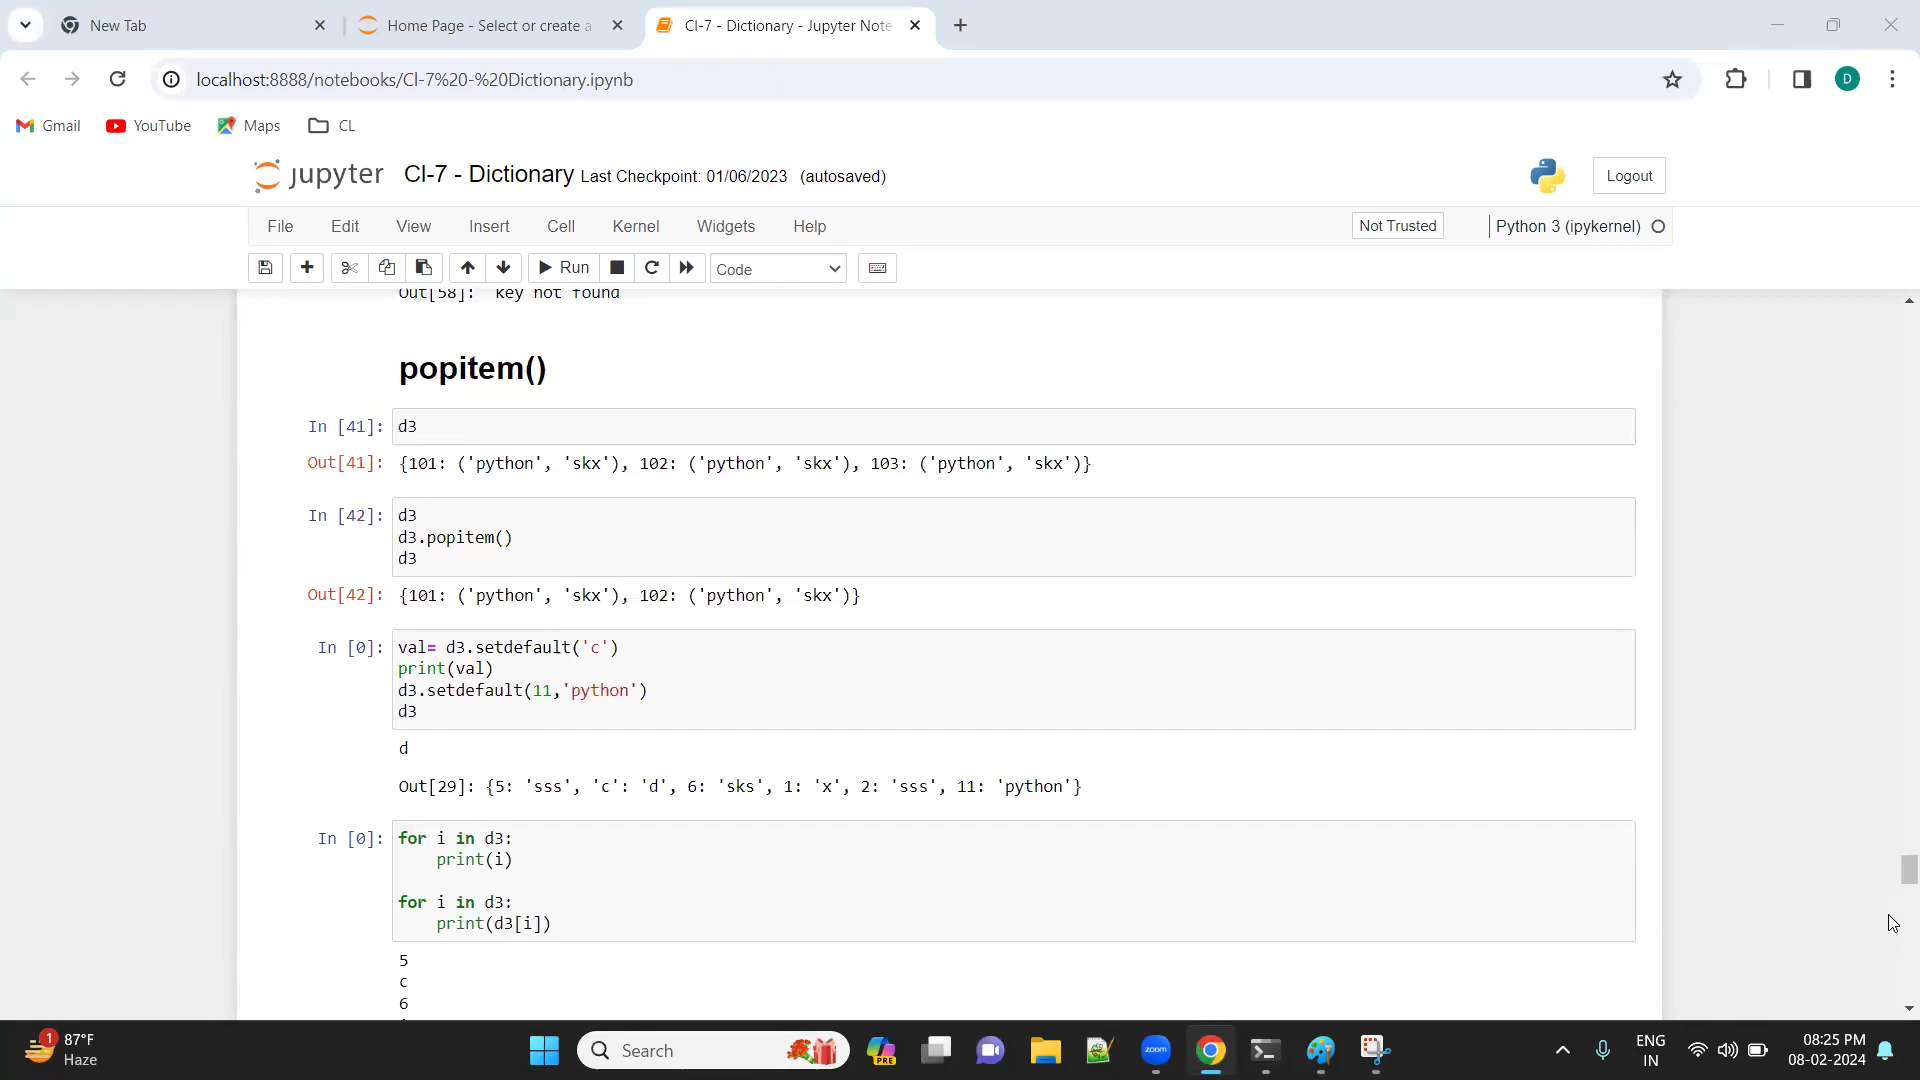 New Tab
Home Page - Select or create a
Cl-7 - Dictionary - Jupyter Note
localhost:8888/notebooks/Cl-7%20-%20Dictionary.ipynb
D
Gmail
YouTube
Maps
CL
jupyter
Cl-7 - Dictionary Last Checkpoint: 01/06/2023 (autosaved)
Logout
File Edit View Insert Cell Kernel Widgets Help
Not Trusted
Python 3 (ipykernel)
Run
Code
Out[58]: 'key not found'
popitem()
In [41]: d3
Out[41]: {101: ('python', 'skx'), 102: ('python', 'skx'), 103: ('python', 'skx')}
In [42]: d3
d3.popitem()
d3
Out[42]: {101: ('python', 'skx'), 102: ('python', 'skx')}
In [0]: val= d3.setdefault('c')
print(val)
d3.setdefault(11,'python')
d3
d
Out[29]: {5: 'sss', 'c': 'd', 6: 'sks', 1: 'x', 2: 'sss', 11: 'python'}
In [0]: for i in d3:
print(i)
for i in d3:
print(d3[i])
5
c
6
1
87°F
Haze
Search
PRE
zoom
ENG
IN
08:25 PM
08-02-2024